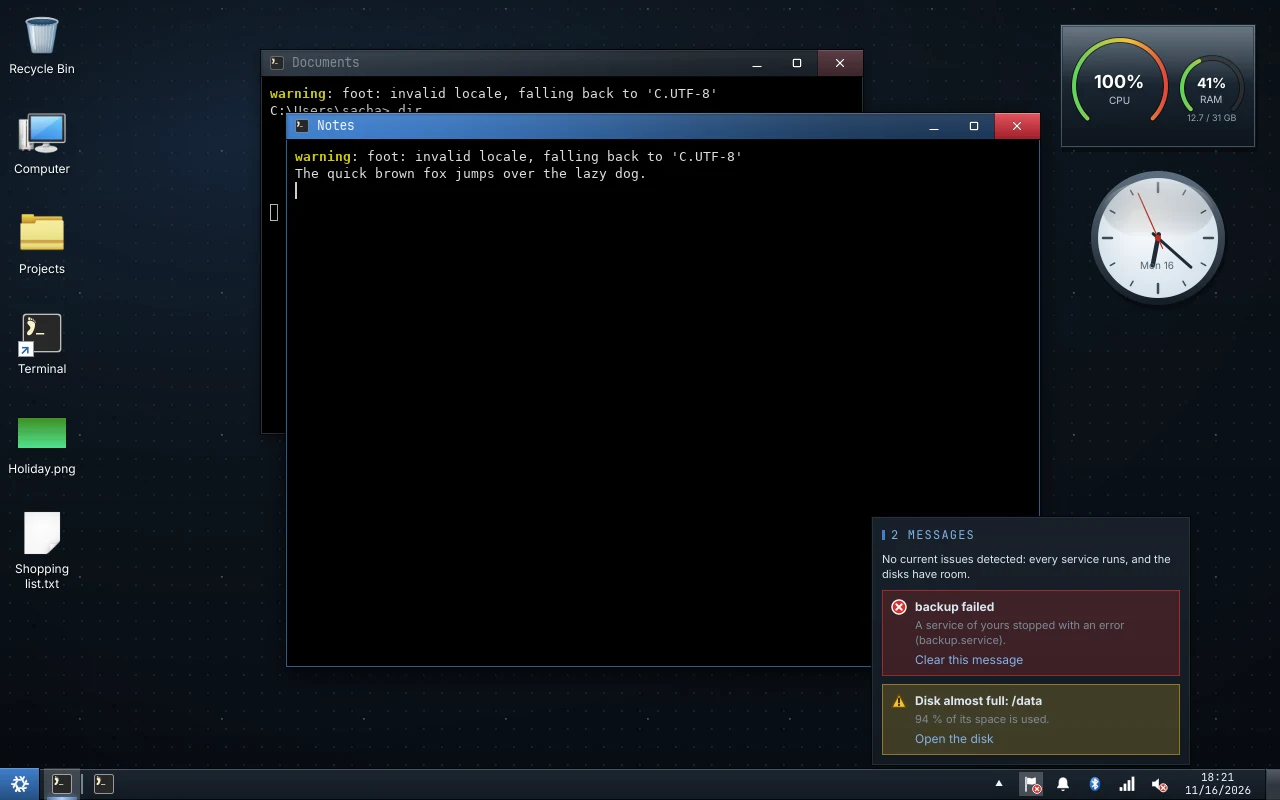 Recycle Bin
Computer
Projects
Terminal
Holiday.png
Shopping
list.txt
Documents
warning: foot: invalid locale, falling back to 'C.UTF-8'
C:\Users\sacha> dir
Notes
warning: foot: invalid locale, falling back to 'C.UTF-8'
The quick brown fox jumps over the lazy dog.
100%
CPU
41%
RAM
12.7 / 31 GB
Mon 16
2 MESSAGES
No current issues detected: every service runs, and the
disks have room.
backup failed
A service of yours stopped with an error
(backup.service).
Clear this message
Disk almost full: /data
94 % of its space is used.
Open the disk
18:21
11/16/2026